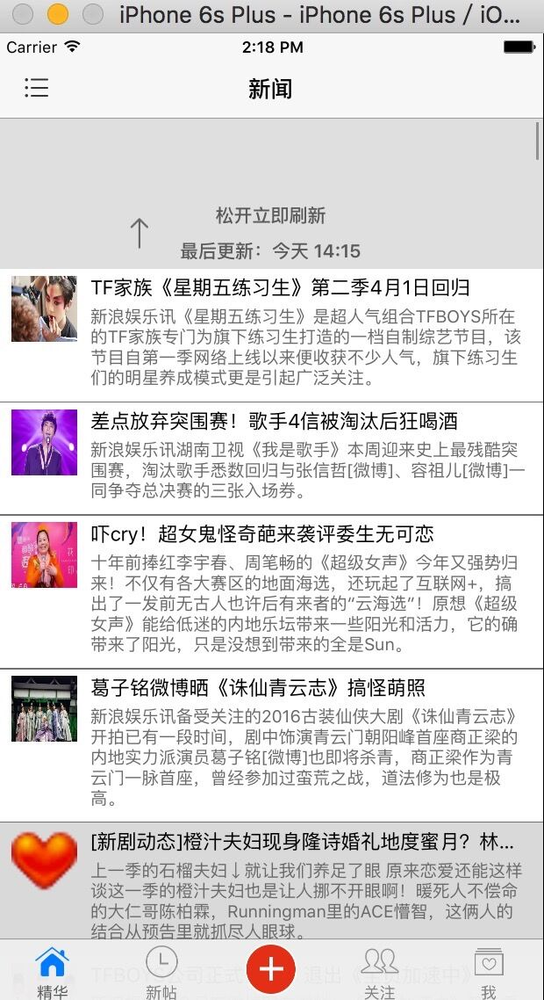 iPhone 6s Plus - iPhone 6s Plus / iO...
Carrier
2:18 PM
新闻
松开立即刷新
最后更新：今天 14:15
TF家族《星期五练习生》第二季4月1日回归
新浪娱乐讯《星期五练习生》是超人气组合TFBOYS所在
的TF家族专门为旗下练习生打造的一档自制综艺节目，该
节目自第一季网络上线以来便收获不少人气，旗下练习生
们的明星养成模式更是引起广泛关注。
差点放弃突围赛！歌手4信被淘汰后狂喝酒
新浪娱乐讯湖南卫视《我是歌手》本周迎来史上最残酷突
围赛，淘汰歌手悉数回归与张信哲[微博]、容祖儿[微博]一
同争夺总决赛的三张入场券。
吓cry！超女鬼怪奇葩来袭评委生无可恋
十年前捧红李宇春、周笔畅的《超级女声》今年又强势归
来！不仅有各大赛区的地面海选，还玩起了互联网+，搞
出了一发前无古人也许后有来者的“云海选”！原想《超级
女声》能给低迷的内地乐坛带来一些阳光和活力，它的确
带来了阳光，只是没想到带来的全是Sun。
葛子铭微博晒《诛仙青云志》搞怪萌照
新浪娱乐讯备受关注的2016古装仙侠大剧《诛仙青云志》
开拍已有一段时间，剧中饰演青云门朝阳峰首座商正梁的
内地实力派演员葛子铭[微博]也即将杀青，商正梁作为青
云门一脉首座，曾经参加过蛮荒之战，道法修为也是极
高。
[新剧动态]橙汁夫妇现身隆诗婚礼地度蜜月？林...
上一季的石榴夫妇↓就让我们养足了眼 原来恋爱还能这样
谈这一季的橙汁夫妇也是让人挪不开眼啊！暖死人不偿命
的大仁哥陈柏霖，Runningman里的ACE懵智，这俩人的
结合从预告里就抓尽人眼球。
TFBOYS公司正式 退出《 加速中》
精华
新帖
关注
我